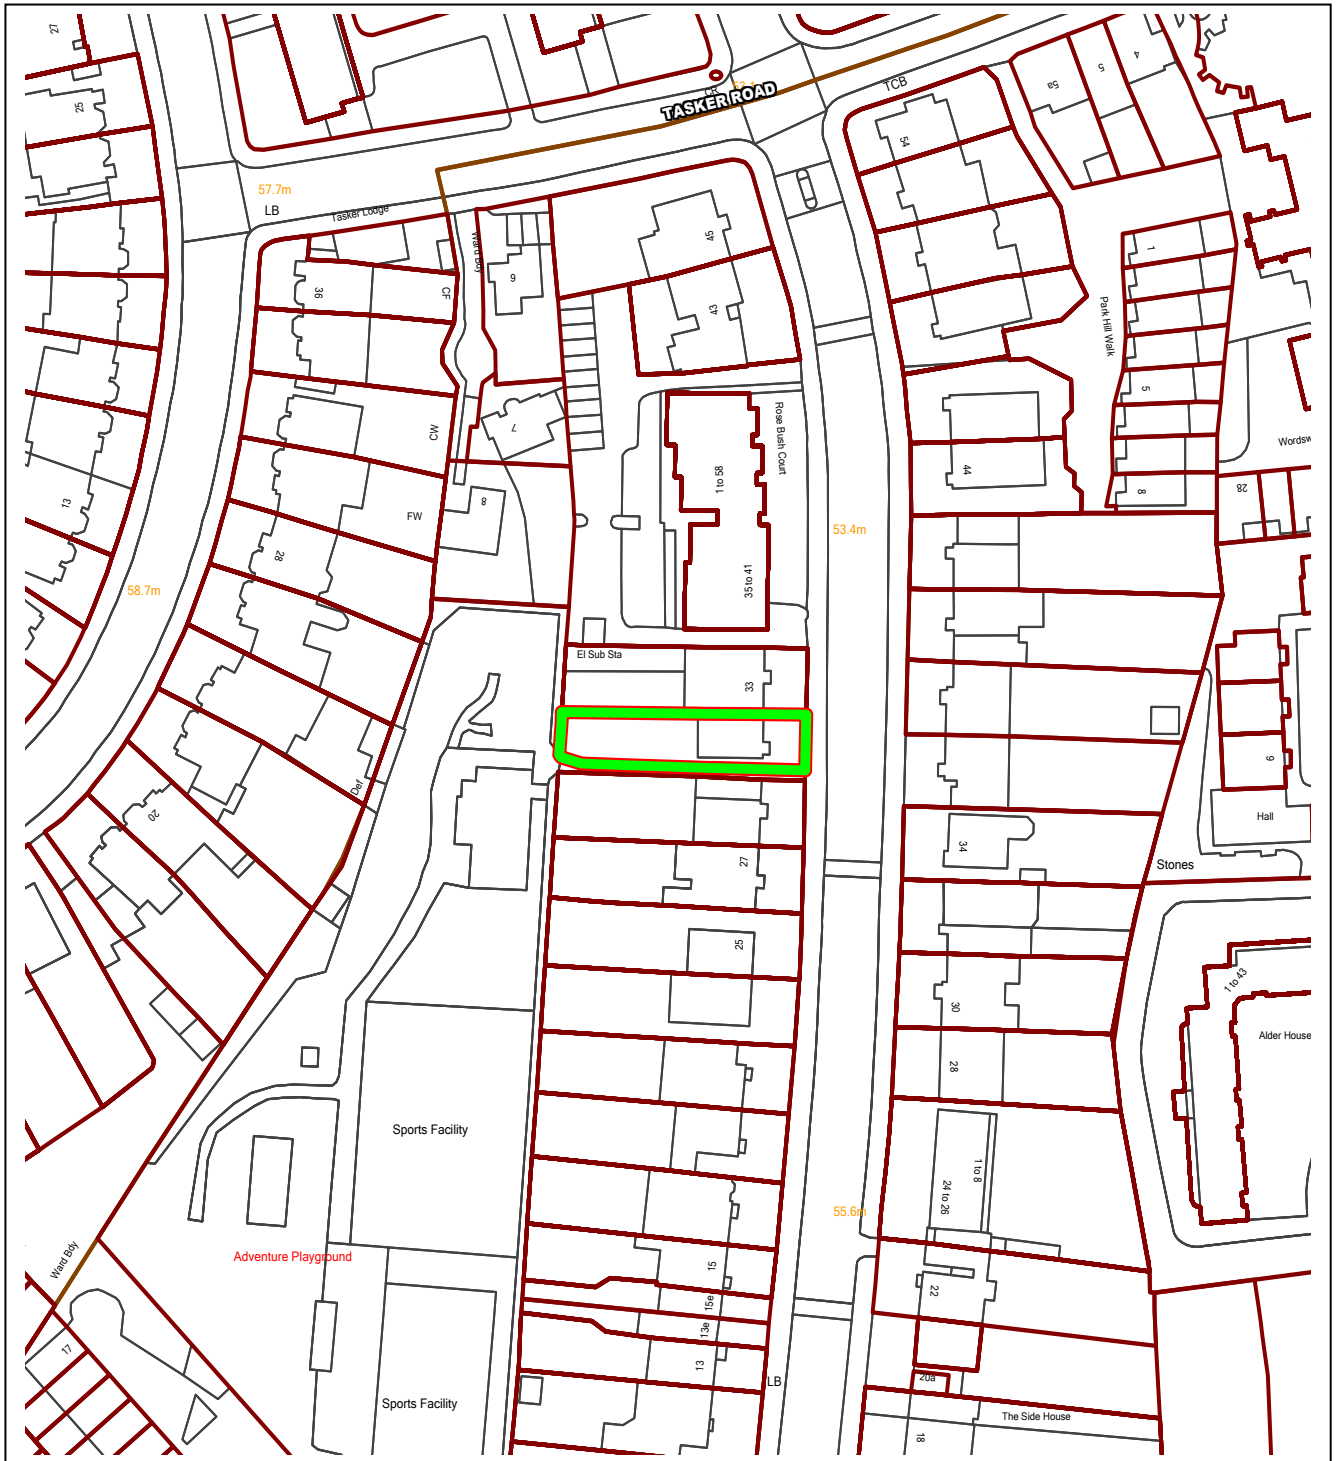 27
4
5
5a
TCB
CR
TASKER ROAD
25
54
57.7m
LB
Tasker Lodge
Ward Bdy
45
1
9
36
CF
43
Park Hill Walk
5
Rose Bush Court
7
CW
44
Wordsw
1 to 58
8
28
13
8
FW
53.4m
28
58.7m
35 to 41
El Sub Sta
33
9
Def
20
Hall
34
27
Stones
25
1 to 43
30
Alder House
28
Sports Facility
1 to 8
24 to 26
55.6m
Ward Bdy
Adventure Playground
15
22
15e
13e
17
13
20a
LB
Sports Facility
The Side House
18